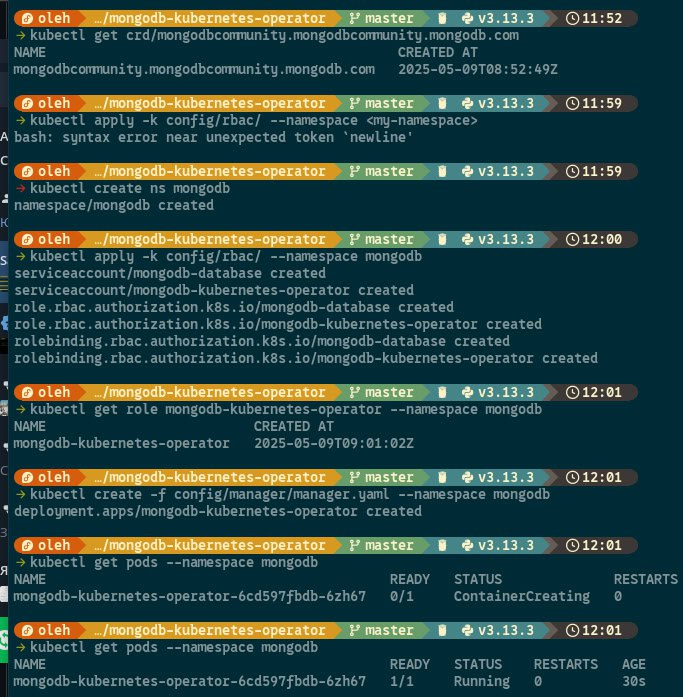 oleh …/mongodb-kubernetes-operator master v3.13.3 11:52
→ kubectl get crd/mongodbcommunity.mongodbcommunity.mongodb.com
NAME CREATED AT
mongodbcommunity.mongodbcommunity.mongodb.com 2025-05-09T08:52:49Z
oleh …/mongodb-kubernetes-operator master v3.13.3 11:59
→ kubectl apply -k config/rbac/ --namespace <my-namespace>
bash: syntax error near unexpected token `newline'
oleh …/mongodb-kubernetes-operator master v3.13.3 11:59
→ kubectl create ns mongodb
namespace/mongodb created
oleh …/mongodb-kubernetes-operator master v3.13.3 12:00
→ kubectl apply -k config/rbac/ --namespace mongodb
serviceaccount/mongodb-database created
serviceaccount/mongodb-kubernetes-operator created
role.rbac.authorization.k8s.io/mongodb-database created
role.rbac.authorization.k8s.io/mongodb-kubernetes-operator created
rolebinding.rbac.authorization.k8s.io/mongodb-database created
rolebinding.rbac.authorization.k8s.io/mongodb-kubernetes-operator created
oleh …/mongodb-kubernetes-operator master v3.13.3 12:01
→ kubectl get role mongodb-kubernetes-operator --namespace mongodb
NAME CREATED AT
mongodb-kubernetes-operator 2025-05-09T09:01:02Z
oleh …/mongodb-kubernetes-operator master v3.13.3 12:01
→ kubectl create -f config/manager/manager.yaml --namespace mongodb
deployment.apps/mongodb-kubernetes-operator created
oleh …/mongodb-kubernetes-operator master v3.13.3 12:01
→ kubectl get pods --namespace mongodb
NAME READY STATUS RESTARTS
mongodb-kubernetes-operator-6cd597fbdb-6zh67 0/1 ContainerCreating 0
oleh …/mongodb-kubernetes-operator master v3.13.3 12:01
→ kubectl get pods --namespace mongodb
NAME READY STATUS RESTARTS AGE
mongodb-kubernetes-operator-6cd597fbdb-6zh67 1/1 Running 0 30s